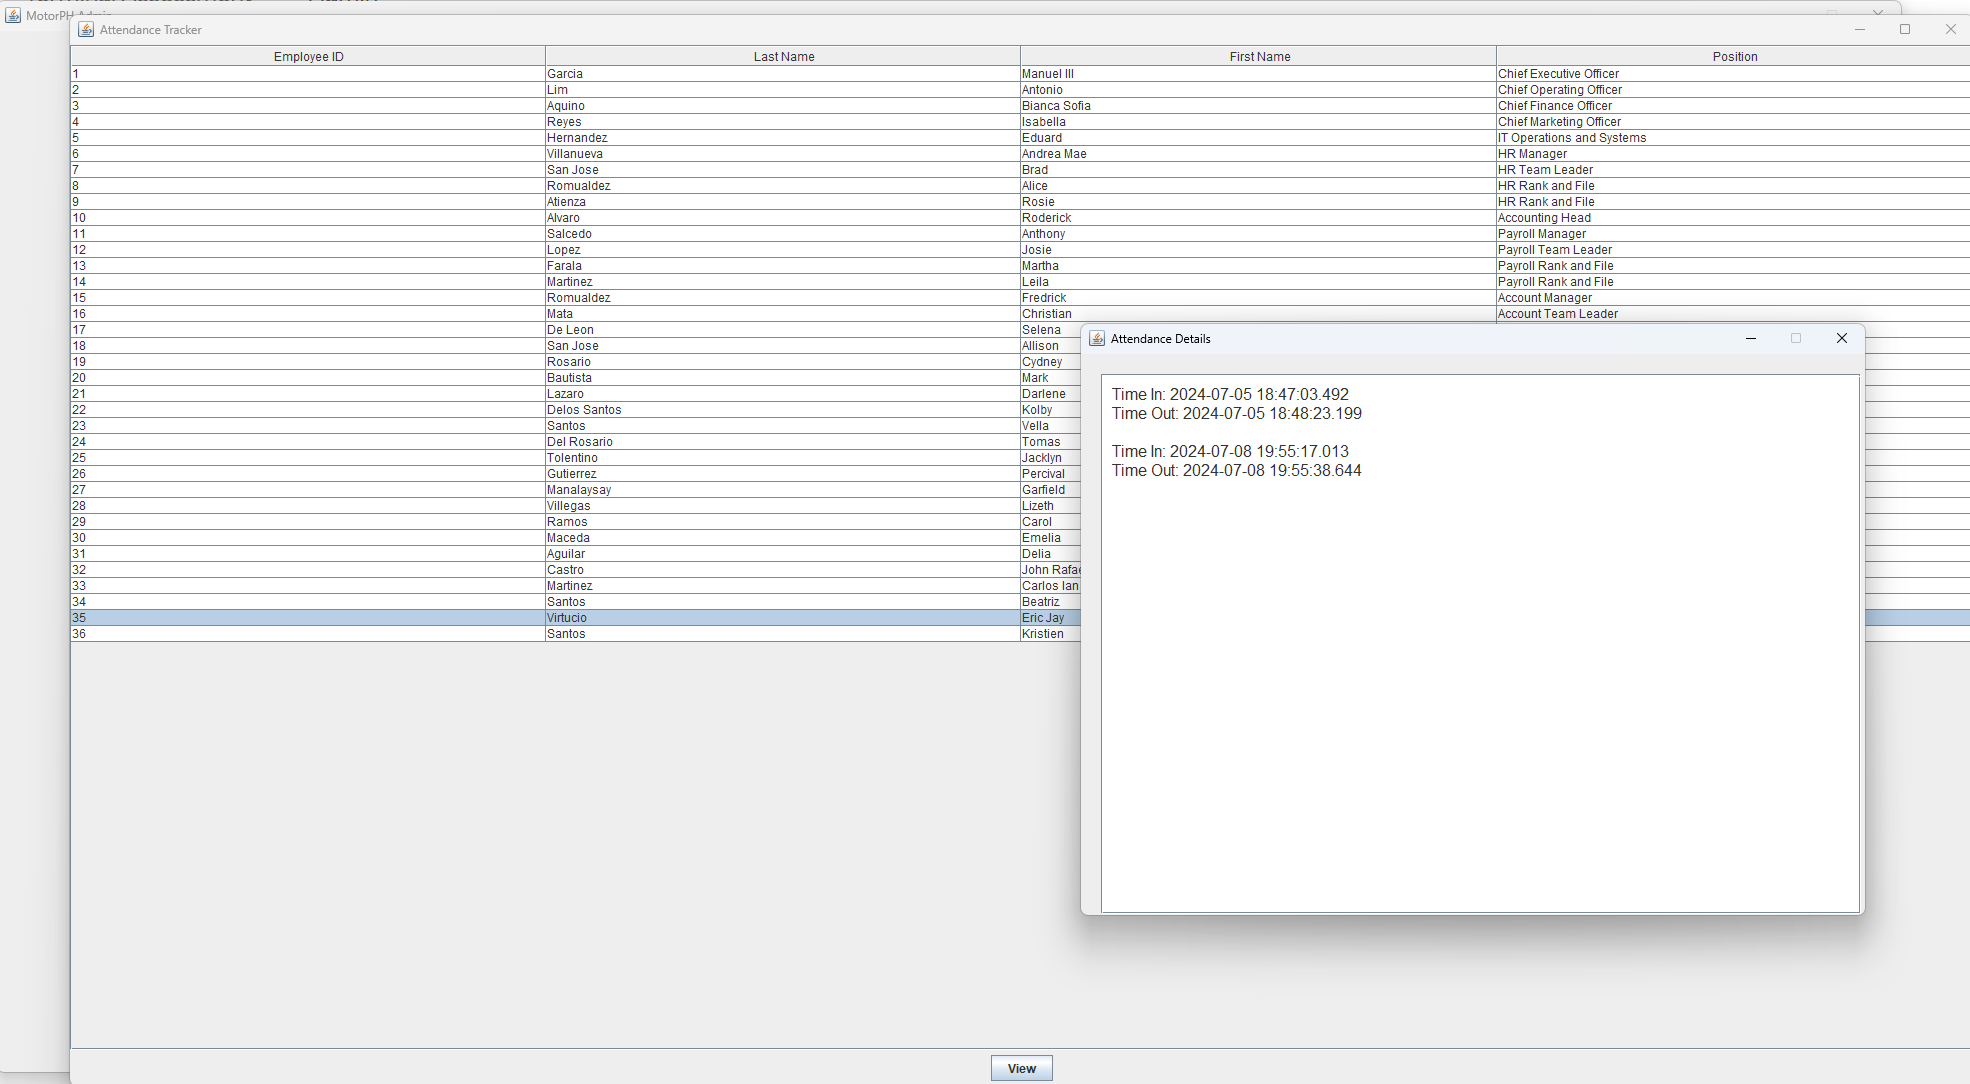 MotorPH Admin
Attendance Tracker
Employee ID Last Name First Name Position
1 Garcia Manuel III Chief Executive Officer
2 Lim Antonio Chief Operating Officer
3 Aquino Bianca Sofia Chief Finance Officer
4 Reyes Isabella Chief Marketing Officer
5 Hernandez Eduard IT Operations and Systems
6 Villanueva Andrea Mae HR Manager
7 San Jose Brad HR Team Leader
8 Romualdez Alice HR Rank and File
9 Atienza Rosie HR Rank and File
10 Alvaro Roderick Accounting Head
11 Salcedo Anthony Payroll Manager
12 Lopez Josie Payroll Team Leader
13 Farala Martha Payroll Rank and File
14 Martinez Leila Payroll Rank and File
15 Romualdez Fredrick Account Manager
16 Mata Christian Account Team Leader
17 De Leon Selena
18 San Jose Allison
19 Rosario Cydney
20 Bautista Mark
21 Lazaro Darlene
22 Delos Santos Kolby
23 Santos Vella
24 Del Rosario Tomas
25 Tolentino Jacklyn
26 Gutierrez Percival
27 Manalaysay Garfield
28 Villegas Lizeth
29 Ramos Carol
30 Maceda Emelia
31 Aguilar Delia
32 Castro John Rafae
33 Martinez Carlos Ian
34 Santos Beatriz
35 Virtucio Eric Jay
36 Santos Kristien
Attendance Details
Time In: 2024-07-05 18:47:03.492
Time Out: 2024-07-05 18:48:23.199
Time In: 2024-07-08 19:55:17.013
Time Out: 2024-07-08 19:55:38.644
View